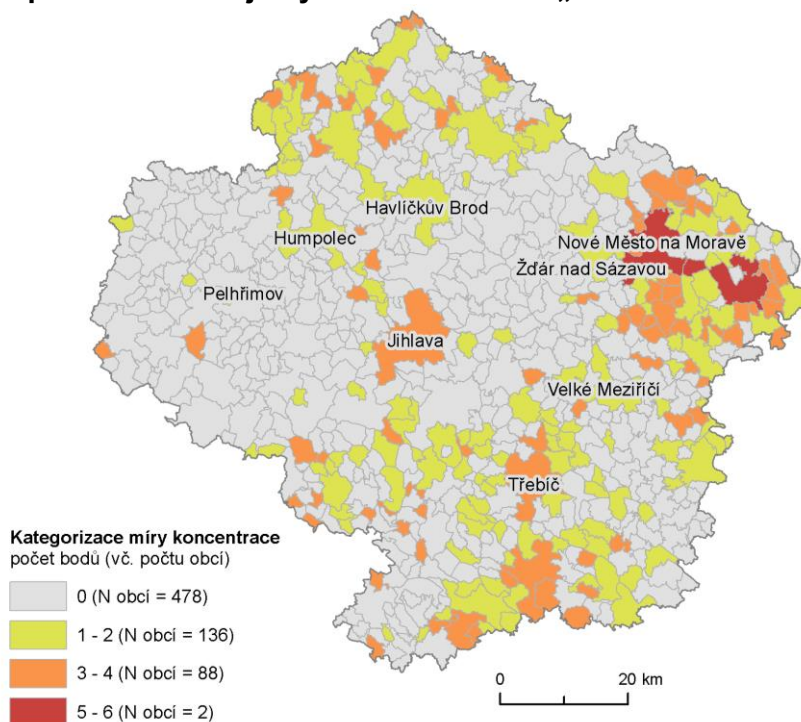 Havlíčkův Brod
Humpolec
Nové Město na Moravě
Žďár nad Sázavou
Pelhřimov
Jihlava
Velké Meziříčí
Třebíč
Kategorizace míry koncentrace
počet bodů (vč. počtu obcí)
0 (N obcí = 478)
1 - 2 (N obcí = 136)
3 - 4 (N obcí = 88)
5 - 6 (N obcí = 2)
0 20 km